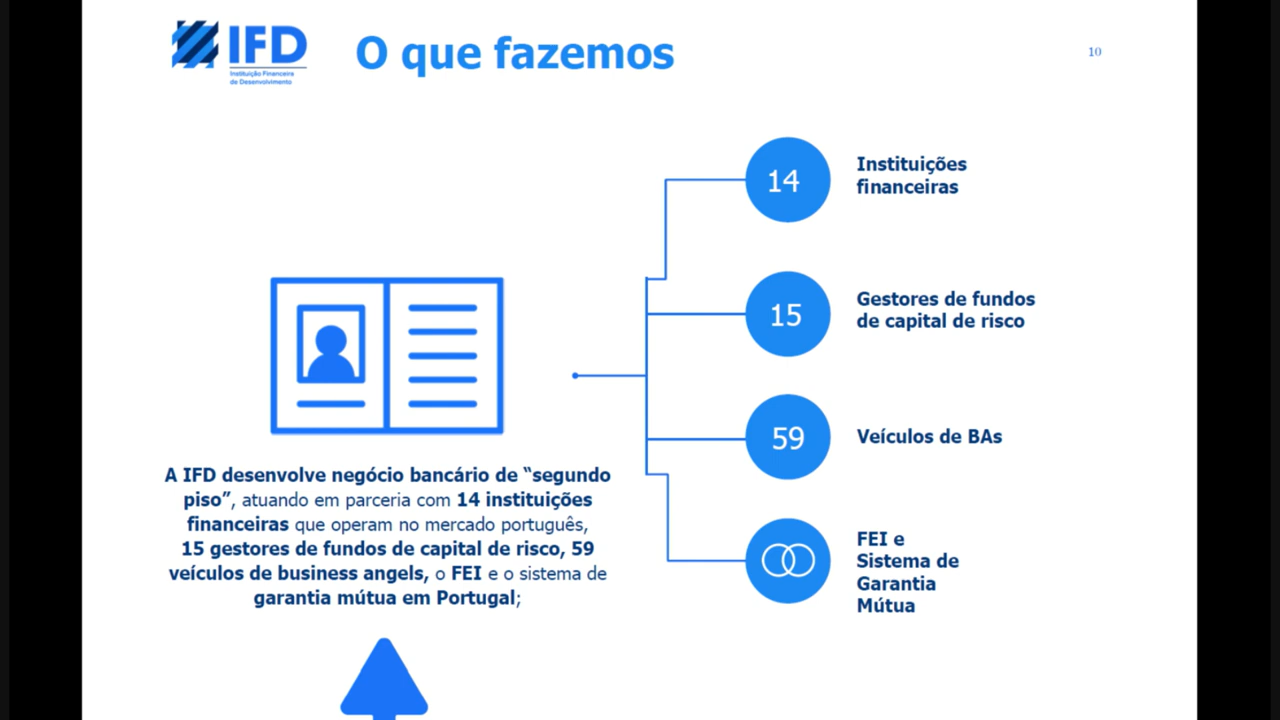 IFD
Instituição Financeira
de Desenvolvimento
O que fazemos
10
14
Instituições
financeiras
15
Gestores de fundos
de capital de risco
59
Veículos de BAs
FEI e
Sistema de
Garantia
Mútua
A IFD desenvolve negócio bancário de “segundo
piso”, atuando em parceria com 14 instituições
financeiras que operam no mercado português,
15 gestores de fundos de capital de risco, 59
veículos de business angels, o FEI e o sistema de
garantia mútua em Portugal;